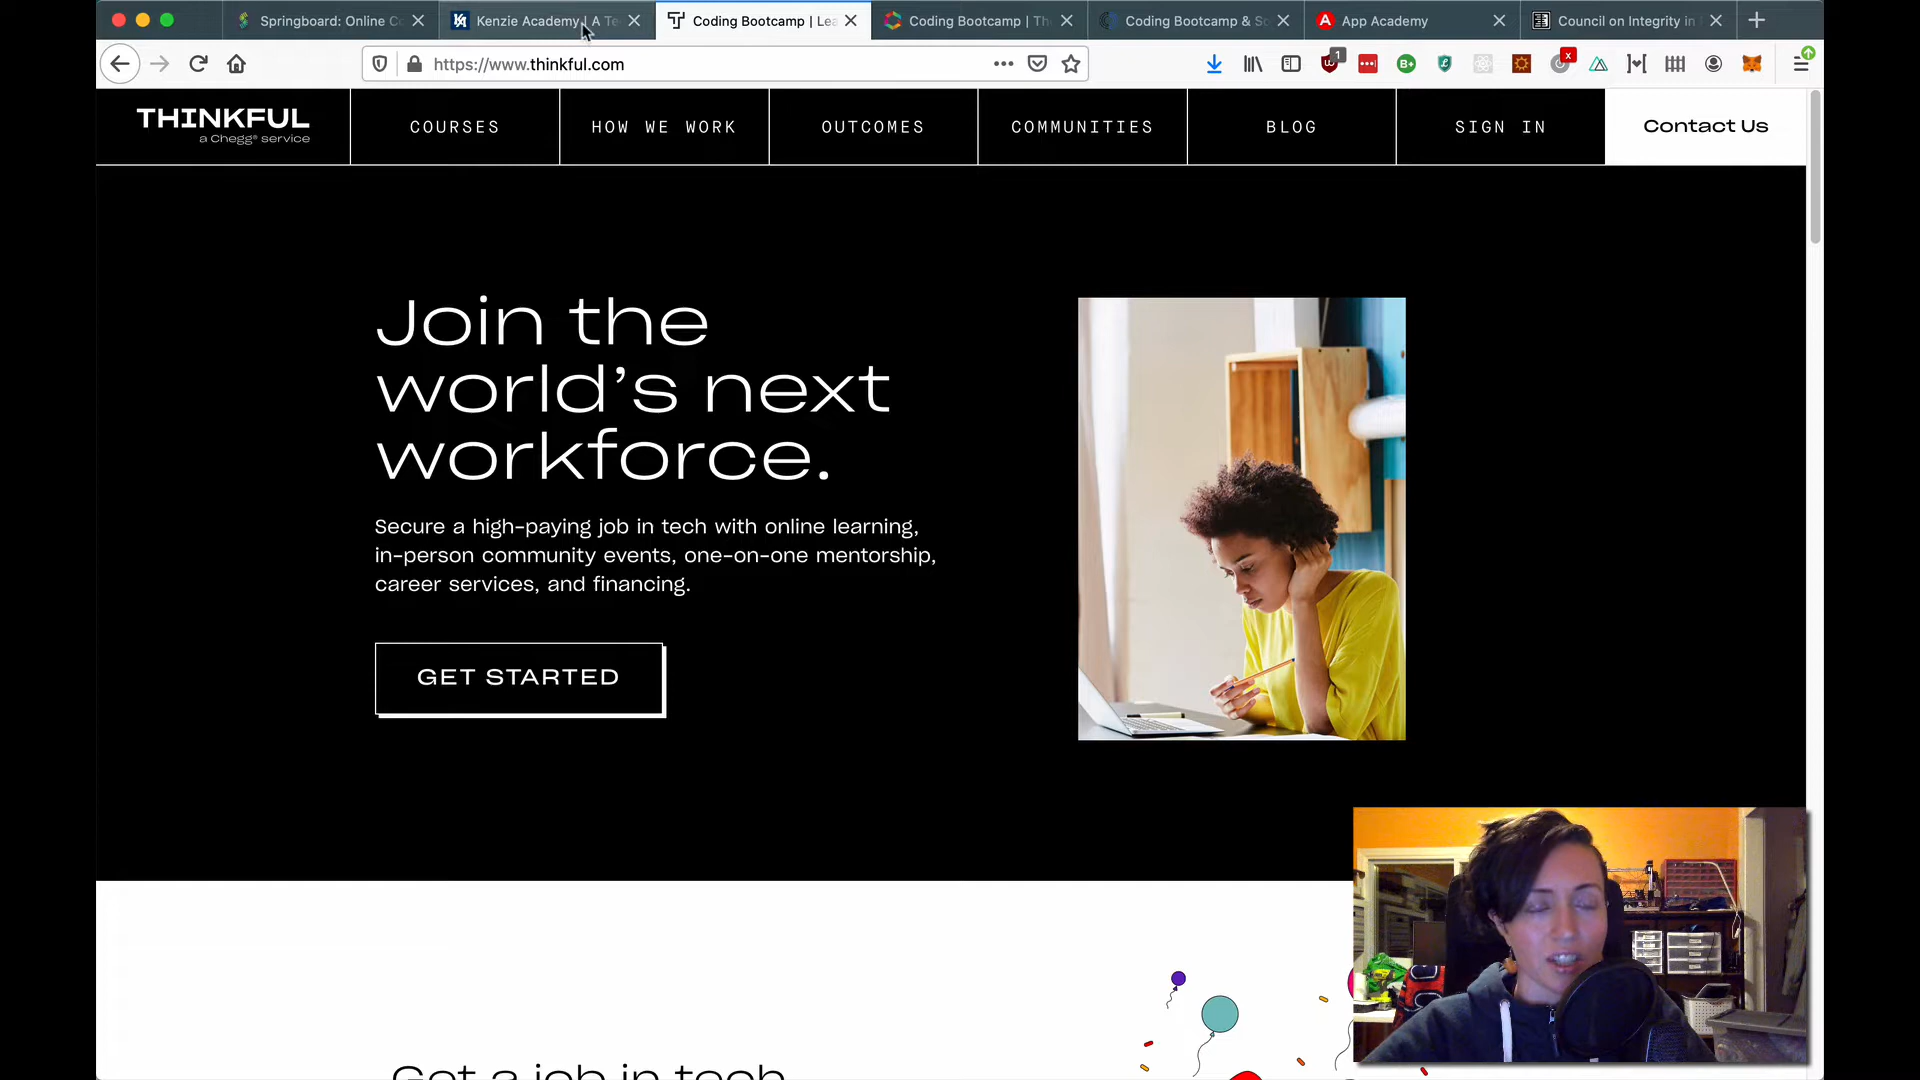 Springboard: Online C
Kenzie Academy | A Te
Coding Bootcamp | Lea
Coding Bootcamp | Th
Coding Bootcamp & So
App Academy
Council on Integrity in
https://www.thinkful.com
1
x
B+
THINKFUL
a Chegg® service
COURSES
HOW WE WORK
OUTCOMES
COMMUNITIES
BLOG
SIGN IN
Contact Us
Join the
world’s next
workforce.
Secure a high-paying job in tech with online learning,
in-person community events, one-on-one mentorship,
career services, and financing.
GET STARTED
Get a job in tech